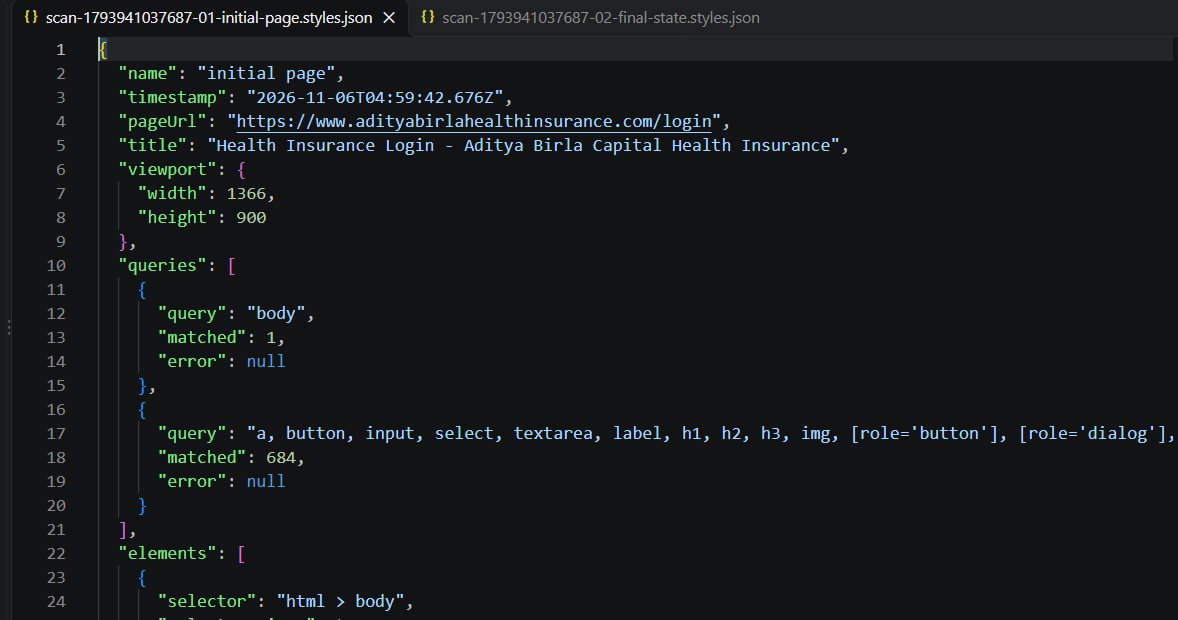 {} scan-1793941037687-01-initial-page.styles.json × {} scan-1793941037687-02-final-state.styles.json
1 {
2 "name": "initial page",
3 "timestamp": "2026-11-06T04:59:42.676Z",
4 "pageUrl": "https://www.adityabirlahealthinsurance.com/login",
5 "title": "Health Insurance Login - Aditya Birla Capital Health Insurance",
6 "viewport": {
7 "width": 1366,
8 "height": 900
9 },
10 "queries": [
11 {
12 "query": "body",
13 "matched": 1,
14 "error": null
15 },
16 {
17 "query": "a, button, input, select, textarea, label, h1, h2, h3, img, [role='button'], [role='dialog'],
18 "matched": 684,
19 "error": null
20 }
21 ],
22 "elements": [
23 {
24 "selector": "html > body",